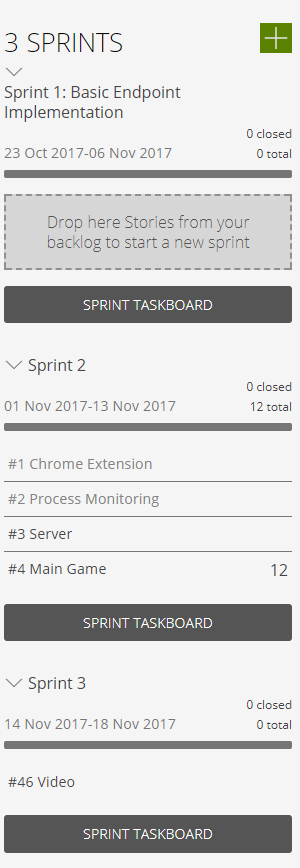 3 SPRINTS
Sprint 1: Basic Endpoint
Implementation
0 closed
23 Oct 2017-06 Nov 2017
0 total
Drop here Stories from your
backlog to start a new sprint
SPRINT TASKBOARD
Sprint 2
0 closed
01 Nov 2017-13 Nov 2017
12 total
#1 Chrome Extension
#2 Process Monitoring
#3 Server
#4 Main Game 12
SPRINT TASKBOARD
Sprint 3
0 closed
14 Nov 2017-18 Nov 2017
0 total
#46 Video
SPRINT TASKBOARD